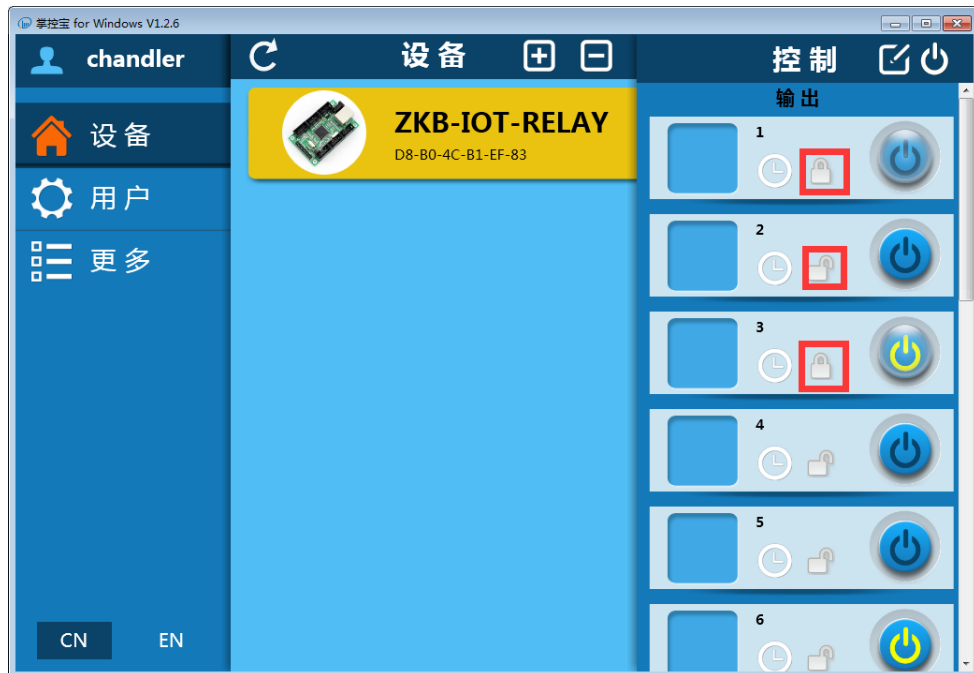 掌控宝 for Windows V1.2.6
chandler
设备
用户
更多
CN
EN
设备
ZKB-IOT-RELAY
D8-B0-4C-B1-EF-83
控制
输出
1
2
3
4
5
6